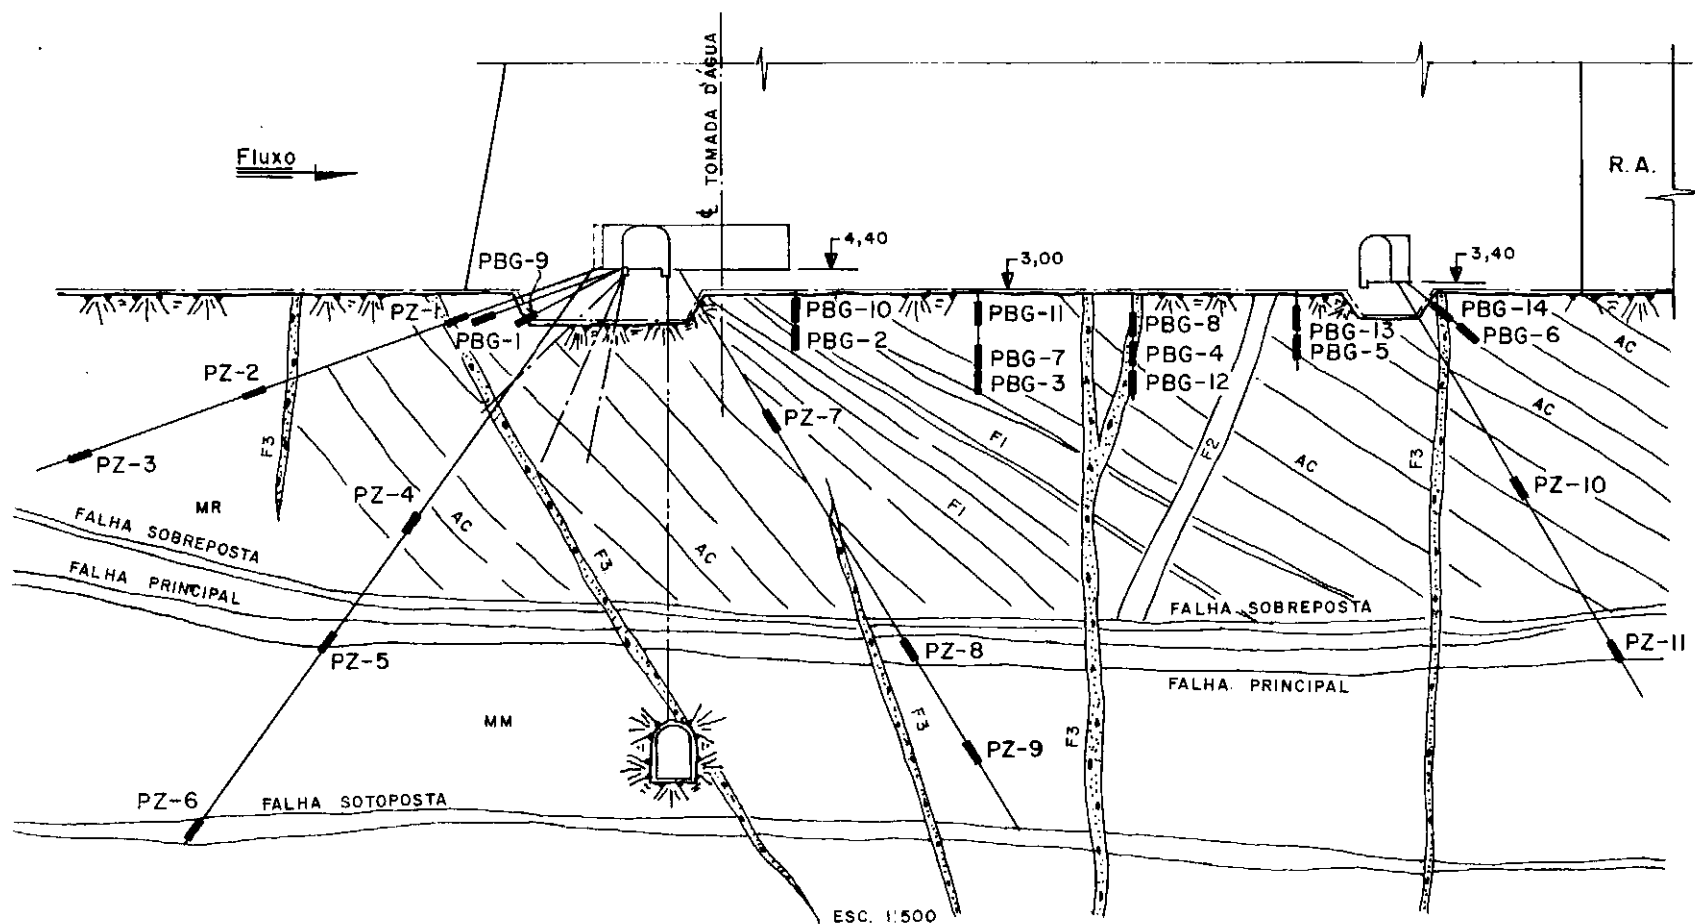 ℄ TOMADA D'ÁGUA
Fluxo
R. A.
4,40
3,00
3,40
PBG-9
PZ-1
PBG-1
PBG-10
PBG-2
PBG-11
PBG-7
PBG-3
PBG-8
PBG-4
PBG-12
PBG-13
PBG-5
PBG-14
PBG-6
AC
PZ-2
PZ-3
F3
PZ-4
PZ-7
F1
F2
AC
AC
F3
PZ-10
MR
AC
AC
F1
F3
FALHA SOBREPOSTA
FALHA PRINCIPAL
FALHA SOBREPOSTA
PZ-5
PZ-8
PZ-11
FALHA PRINCIPAL
MM
F3
F3
PZ-9
PZ-6
FALHA SOTOPOSTA
ESC. 1:500